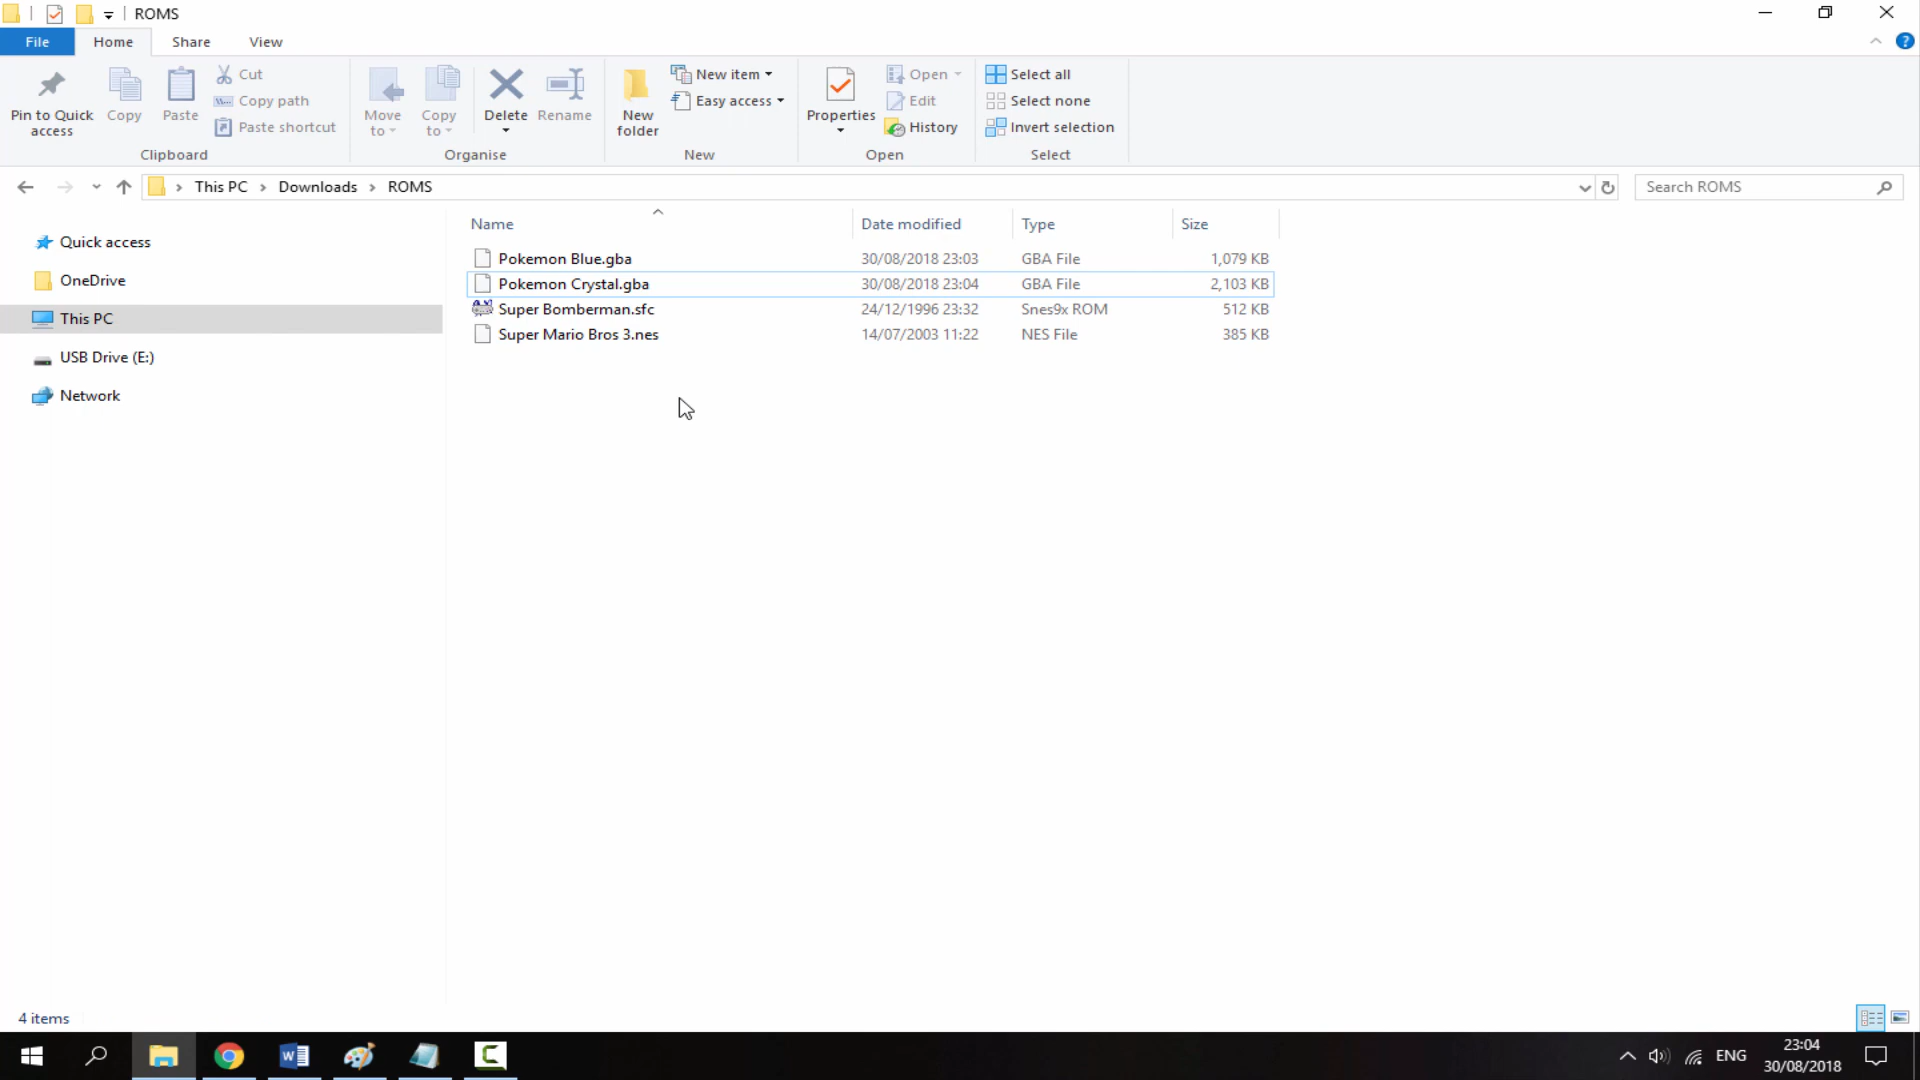 ROMS
File Home Share View
Pin to Quick access
Copy
Paste
Cut
Copy path
Paste shortcut
Clipboard
Move to
Copy to
Delete
Rename
Organise
New folder
New item
Easy access
New
Properties
Open
Edit
History
Open
Select all
Select none
Invert selection
Select
This PC Downloads ROMS
Search ROMS
Quick access
OneDrive
This PC
USB Drive (E:)
Network
Name Date modified Type Size
Pokemon Blue.gba 30/08/2018 23:03 GBA File 1,079 KB
Pokemon Crystal.gba 30/08/2018 23:04 GBA File 2,103 KB
Super Bomberman.sfc 24/12/1996 23:32 Snes9x ROM 512 KB
Super Mario Bros 3.nes 14/07/2003 11:22 NES File 385 KB
4 items
ENG
23:04
30/08/2018